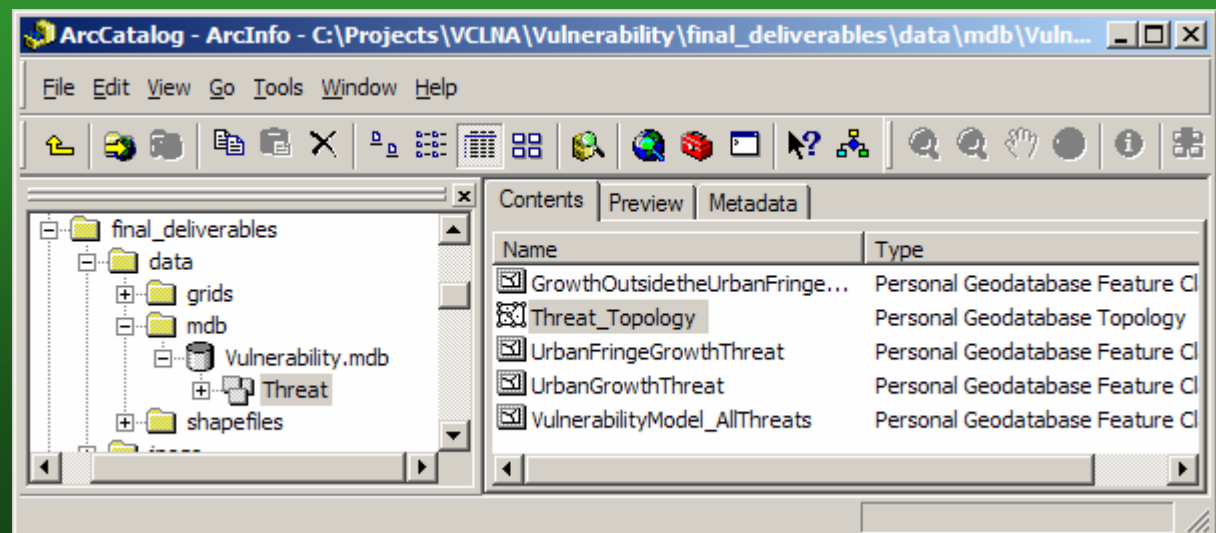 ArcCatalog - ArcInfo - C:\Projects\VCLNA\Vulnerability\final_deliverables\data\mdb\Vuln...
File Edit View Go Tools Window Help
final_deliverables
data
grids
mdb
Vulnerability.mdb
Threat
shapefiles
Contents Preview Metadata
Name Type
GrowthOutsidetheUrbanFringe... Personal Geodatabase Feature Cl
Threat_Topology Personal Geodatabase Topology
UrbanFringeGrowthThreat Personal Geodatabase Feature Cl
UrbanGrowthThreat Personal Geodatabase Feature Cl
VulnerabilityModel_AllThreats Personal Geodatabase Feature Cl